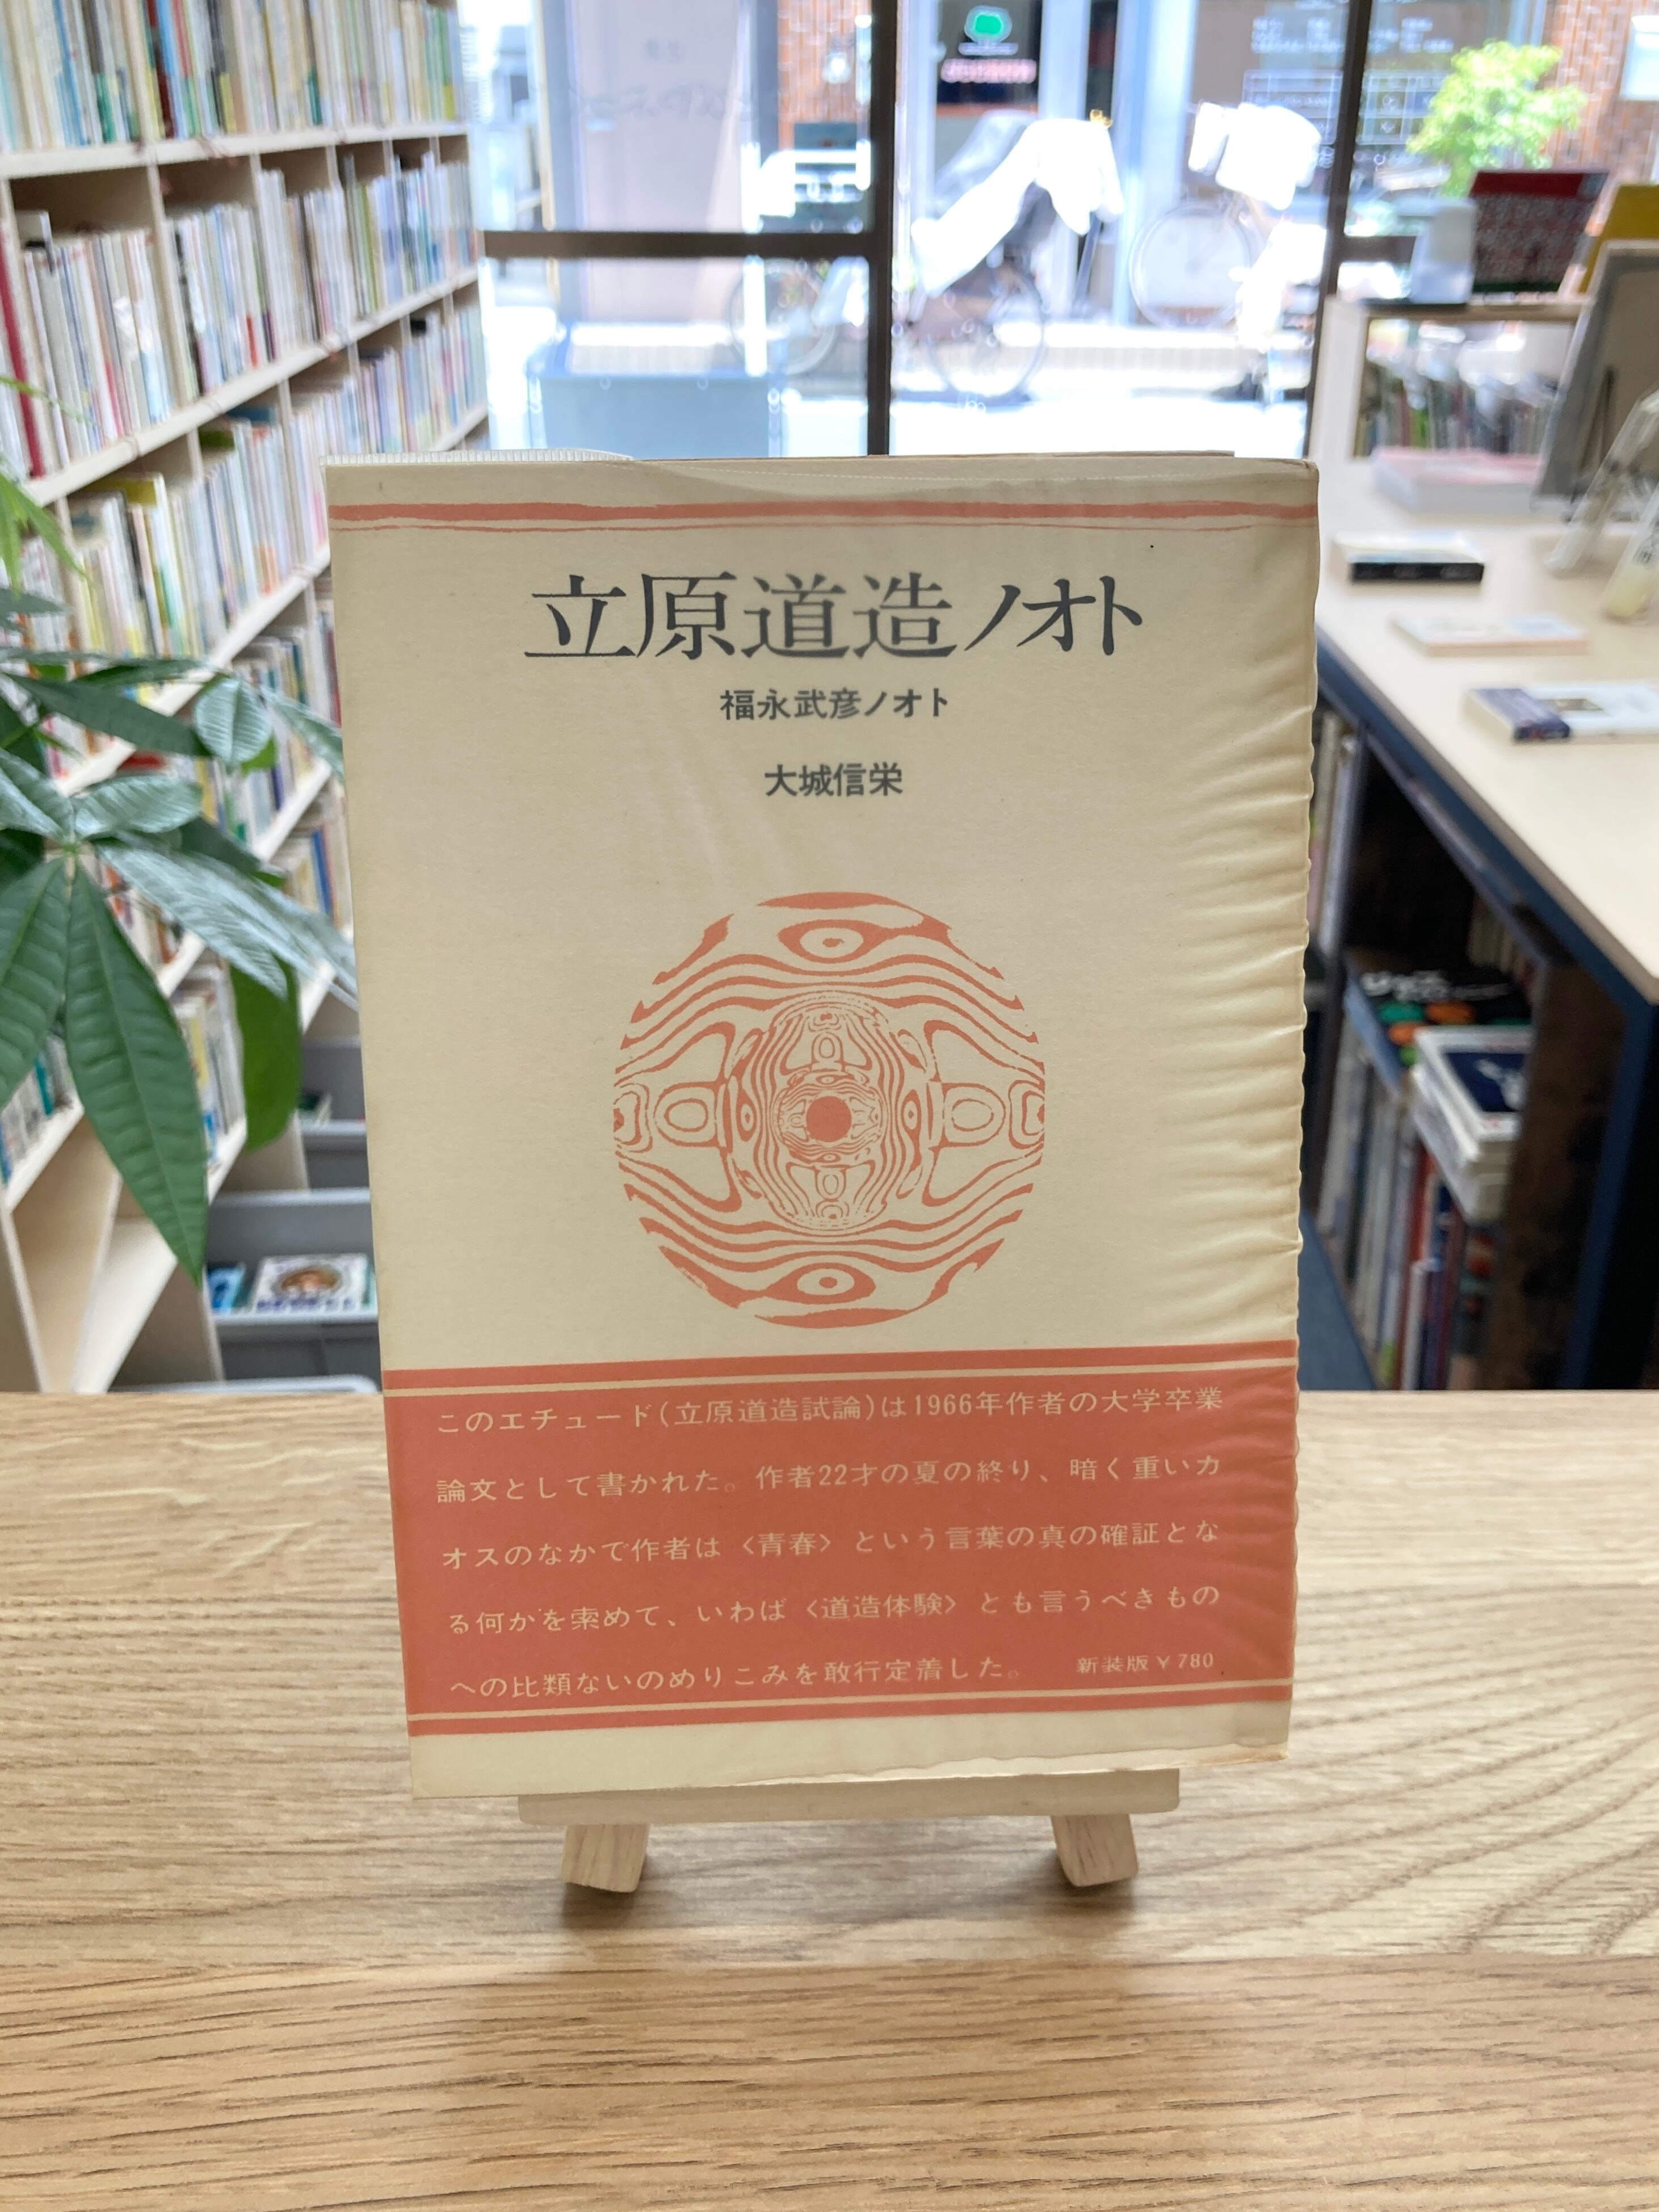 立原道造ノオト
福永武彦ノオト
大城信栄
このエチュード(立原道造試論)は1966年作者の大学卒業
論文として書かれた。作者22才の夏の終り、暗く重いカ
オスのなかで作者は〈青春〉という言葉の真の確証とな
る何かを索めて、いわば〈道造体験〉とも言うべきもの
への比類ないのめりこみを敢行定着した。 新装版￥780